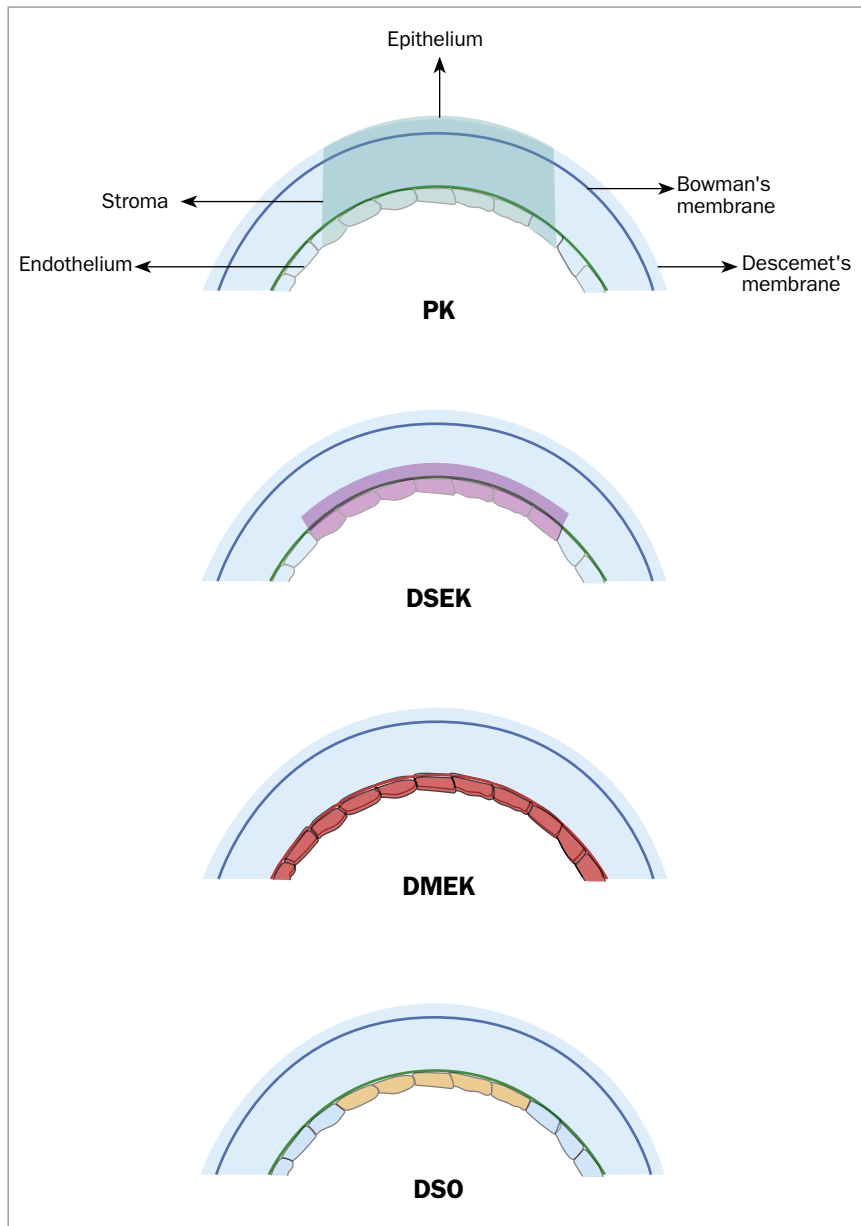 Epithelium
Stroma
Bowman's
membrane
Endothelium
Descemet's
membrane
PK
DSEK
DMEK
DSO